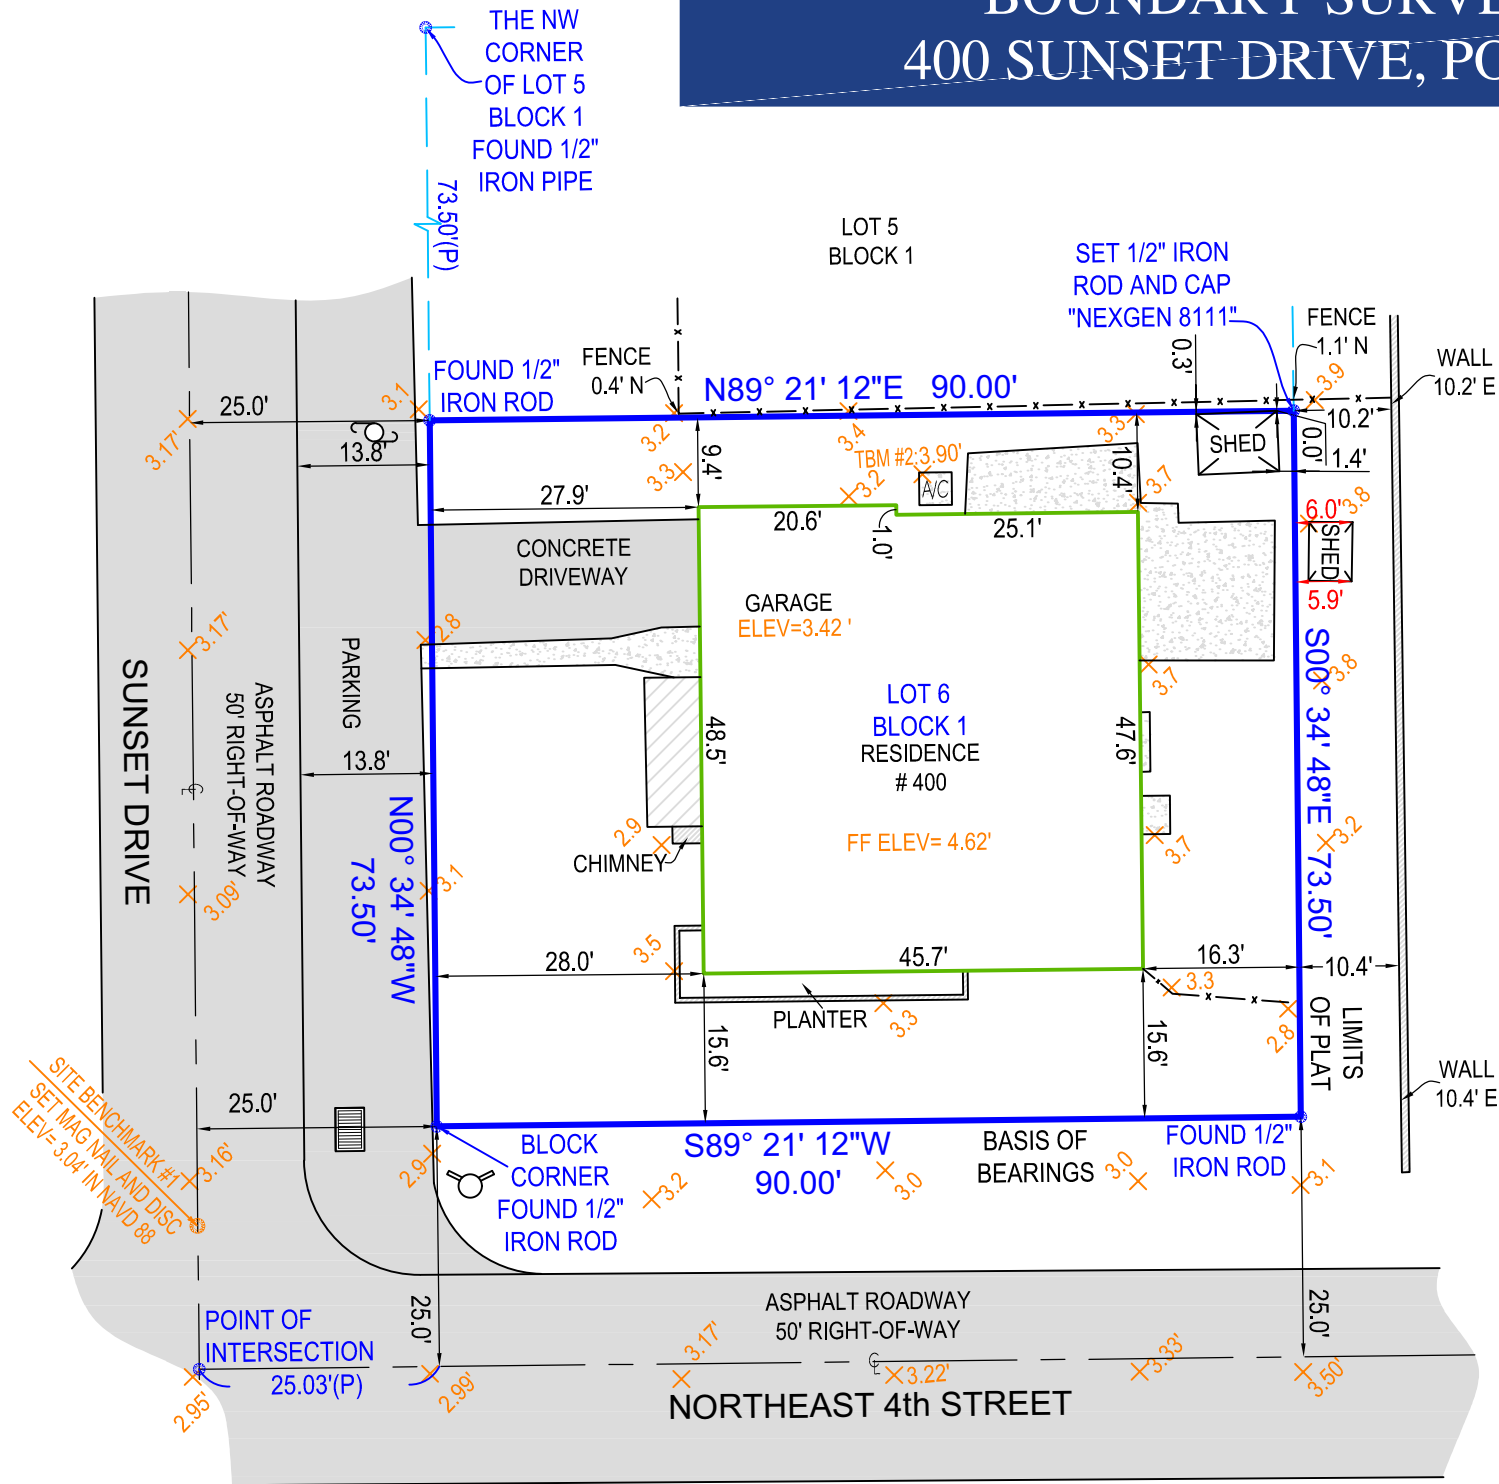 400 SUNSET DRIVE,
THE NW
CORNER
OF LOT 5
BLOCK 1
FOUND 1/2"
IRON PIPE
73.50'(P)
LOT 5
BLOCK 1
SET 1/2" IRON
ROD AND CAP
"NEXGEN 8111"
FENCE
1.1' N
WALL
10.2' E
FENCE
0.4' N
FOUND 1/2"
IRON ROD
N89° 21' 12"E 90.00'
0.3'
3.9
10.2'
3.1
25.0'
3.17'
13.8'
3.2
3.3
9.4'
3.4
TBM #2:3.90'
3.2
A/C
3.3
10.4'
3.7
SHED
0.0'
1.4'
3.8
6.0'
SHED
5.9'
27.9'
20.6'
1.0'
25.1'
CONCRETE
DRIVEWAY
GARAGE
ELEV=3.42 '
2.8
3.17'
PARKING
SUNSET DRIVE
ASPHALT ROADWAY
50' RIGHT-OF-WAY
13.8'
N00° 34' 48"W
73.50'
3.09'
3.1
LOT 6
BLOCK 1
RESIDENCE
# 400
FF ELEV= 4.62'
48.5'
47.6'
3.7
3.8
S00° 34' 48"E 73.50'
3.2
3.7
2.9
CHIMNEY
3.5
28.0'
45.7'
16.3'
10.4'
3.3
PLANTER
3.3
2.8
LIMITS
OF PLAT
WALL
10.4' E
15.6'
15.6'
SITE BENCHMARK #1
SET MAG NAIL AND DISC
ELEV= 3.04' IN NAVD 88
3.16'
25.0'
2.9
BLOCK
CORNER
FOUND 1/2"
IRON ROD
S89° 21' 12"W
90.00'
3.2
3.0
BASIS OF
BEARINGS
3.0
FOUND 1/2"
IRON ROD
3.1
POINT OF
INTERSECTION
25.03'(P)
2.95'
25.0'
2.99'
ASPHALT ROADWAY
50' RIGHT-OF-WAY
3.17'
3.22'
3.33'
25.0'
3.50'
NORTHEAST 4th STREET